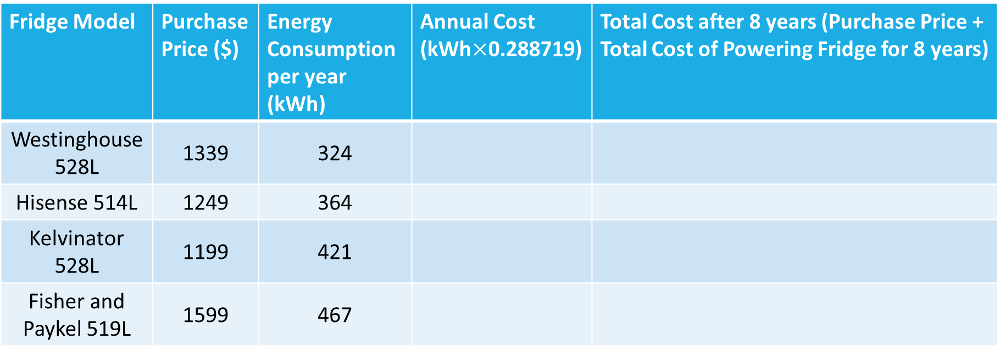 Fridge Model
Purchase
Price ($)
Energy
Consumption
per year
(kWh)
Annual Cost
(kWh×0.288719)
Total Cost after 8 years (Purchase Price +
Total Cost of Powering Fridge for 8 years)
Westinghouse
528L
1339
324
Hisense 514L
1249
364
Kelvinator
528L
1199
421
Fisher and
Paykel 519L
1599
467